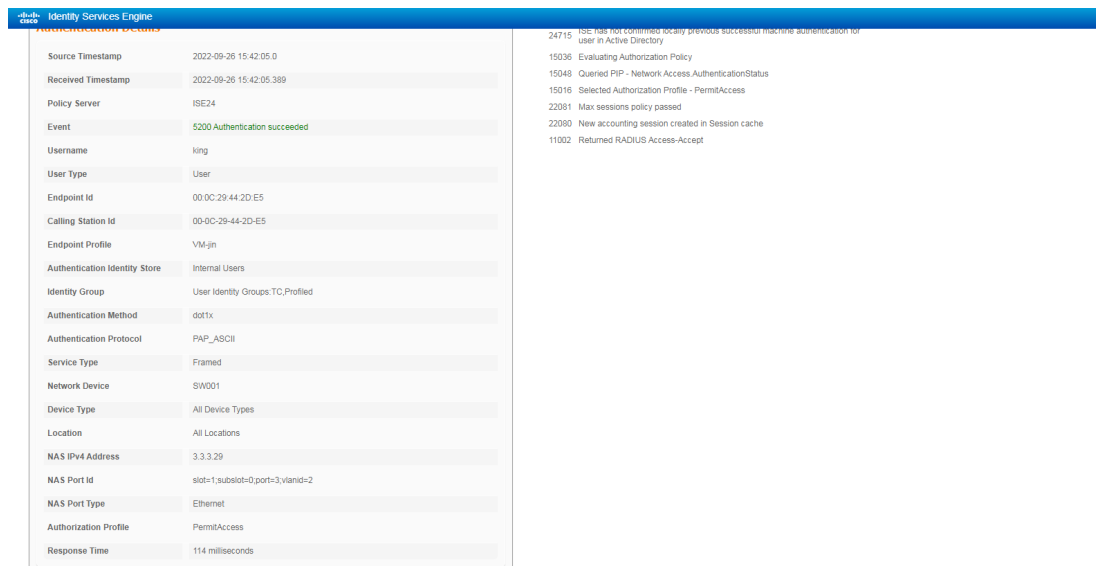 cisco Identity Services Engine
Authentication Details
Source Timestamp 2022-09-26 15:42:05.0
Received Timestamp 2022-09-26 15:42:05.389
Policy Server ISE24
Event 5200 Authentication succeeded
Username king
User Type User
Endpoint Id 00:0C:29:44:2D:E5
Calling Station Id 00-0C-29-44-2D-E5
Endpoint Profile VM-jin
Authentication Identity Store Internal Users
Identity Group User Identity Groups:TC,Profiled
Authentication Method dot1x
Authentication Protocol PAP_ASCII
Service Type Framed
Network Device SW001
Device Type All Device Types
Location All Locations
NAS IPv4 Address 3.3.3.29
NAS Port Id slot=1;subslot=0;port=3;vlanid=2
NAS Port Type Ethernet
Authorization Profile PermitAccess
Response Time 114 milliseconds
24715 ISE has not confirmed locally previous successful machine authentication for
user in Active Directory
15036 Evaluating Authorization Policy
15048 Queried PIP - Network Access.AuthenticationStatus
15016 Selected Authorization Profile - PermitAccess
22081 Max sessions policy passed
22080 New accounting session created in Session cache
11002 Returned RADIUS Access-Accept